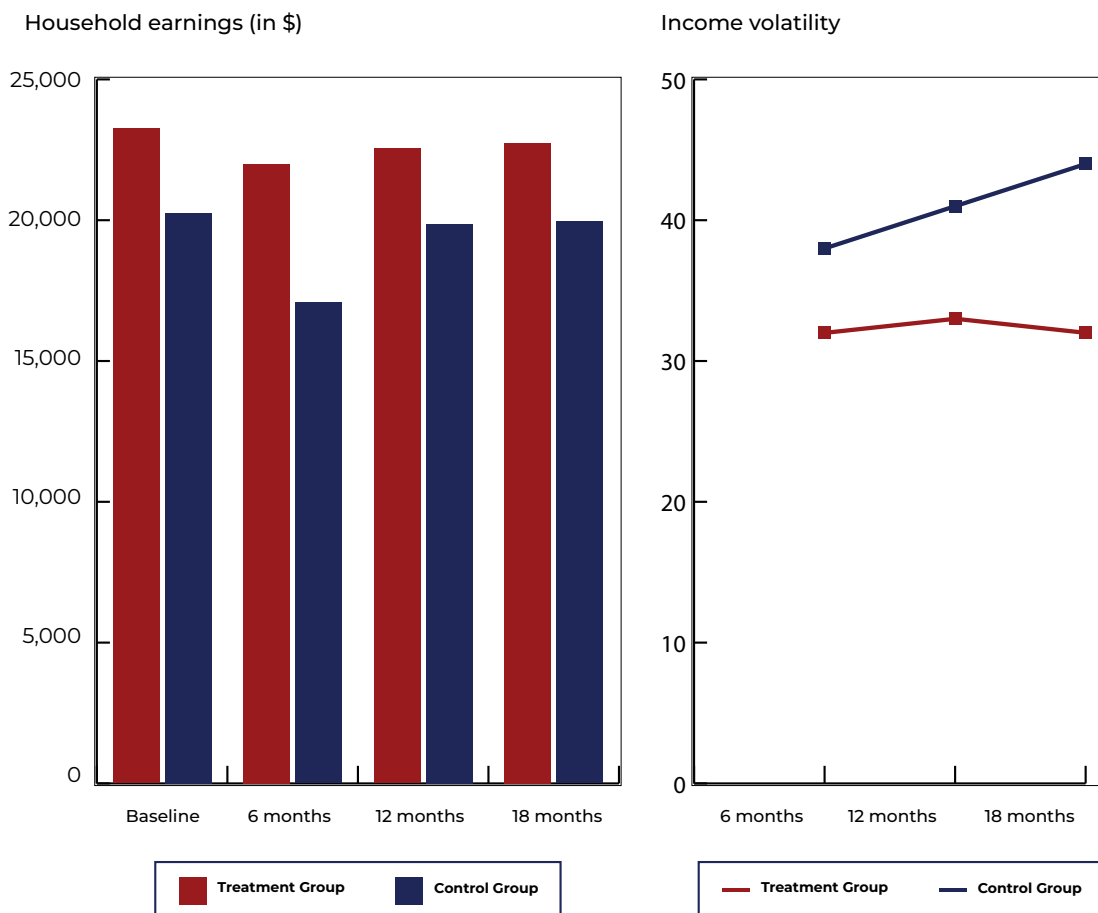 Household earnings (in $)
25,000
20,000
15,000
10,000
5,000
0
Baseline 6 months 12 months 18 months
Treatment Group Control Group
Income volatility
50
40
30
20
10
0
6 months 12 months 18 months
Treatment Group Control Group